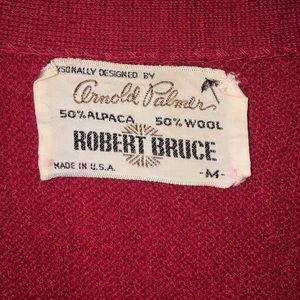 RSONALLY DESIGNED BY
Arnold Palmer
50% ALPACA 50% WOOL
ROBERT BRUCE
MADE IN U.S.A. -M-